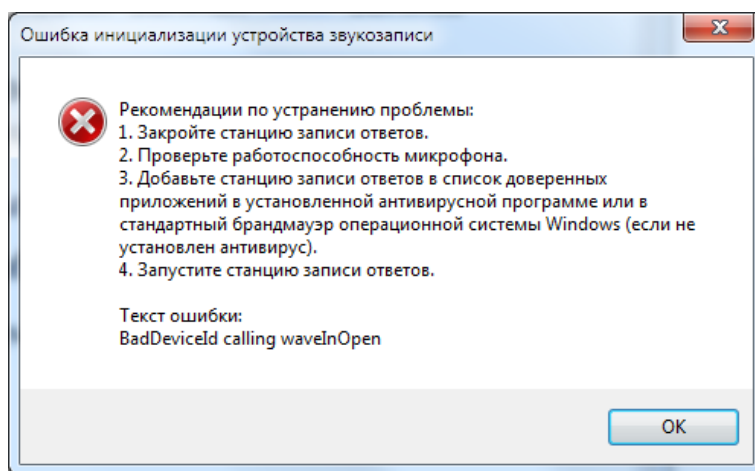 Ошибка инициализации устройства звукозаписи
Рекомендации по устранению проблемы:
1. Закройте станцию записи ответов.
2. Проверьте работоспособность микрофона.
3. Добавьте станцию записи ответов в список доверенных
приложений в установленной антивирусной программе или в
стандартный брандмауэр операционной системы Windows (если не
установлен антивирус).
4. Запустите станцию записи ответов.
Текст ошибки:
BadDeviceId calling waveInOpen
OK